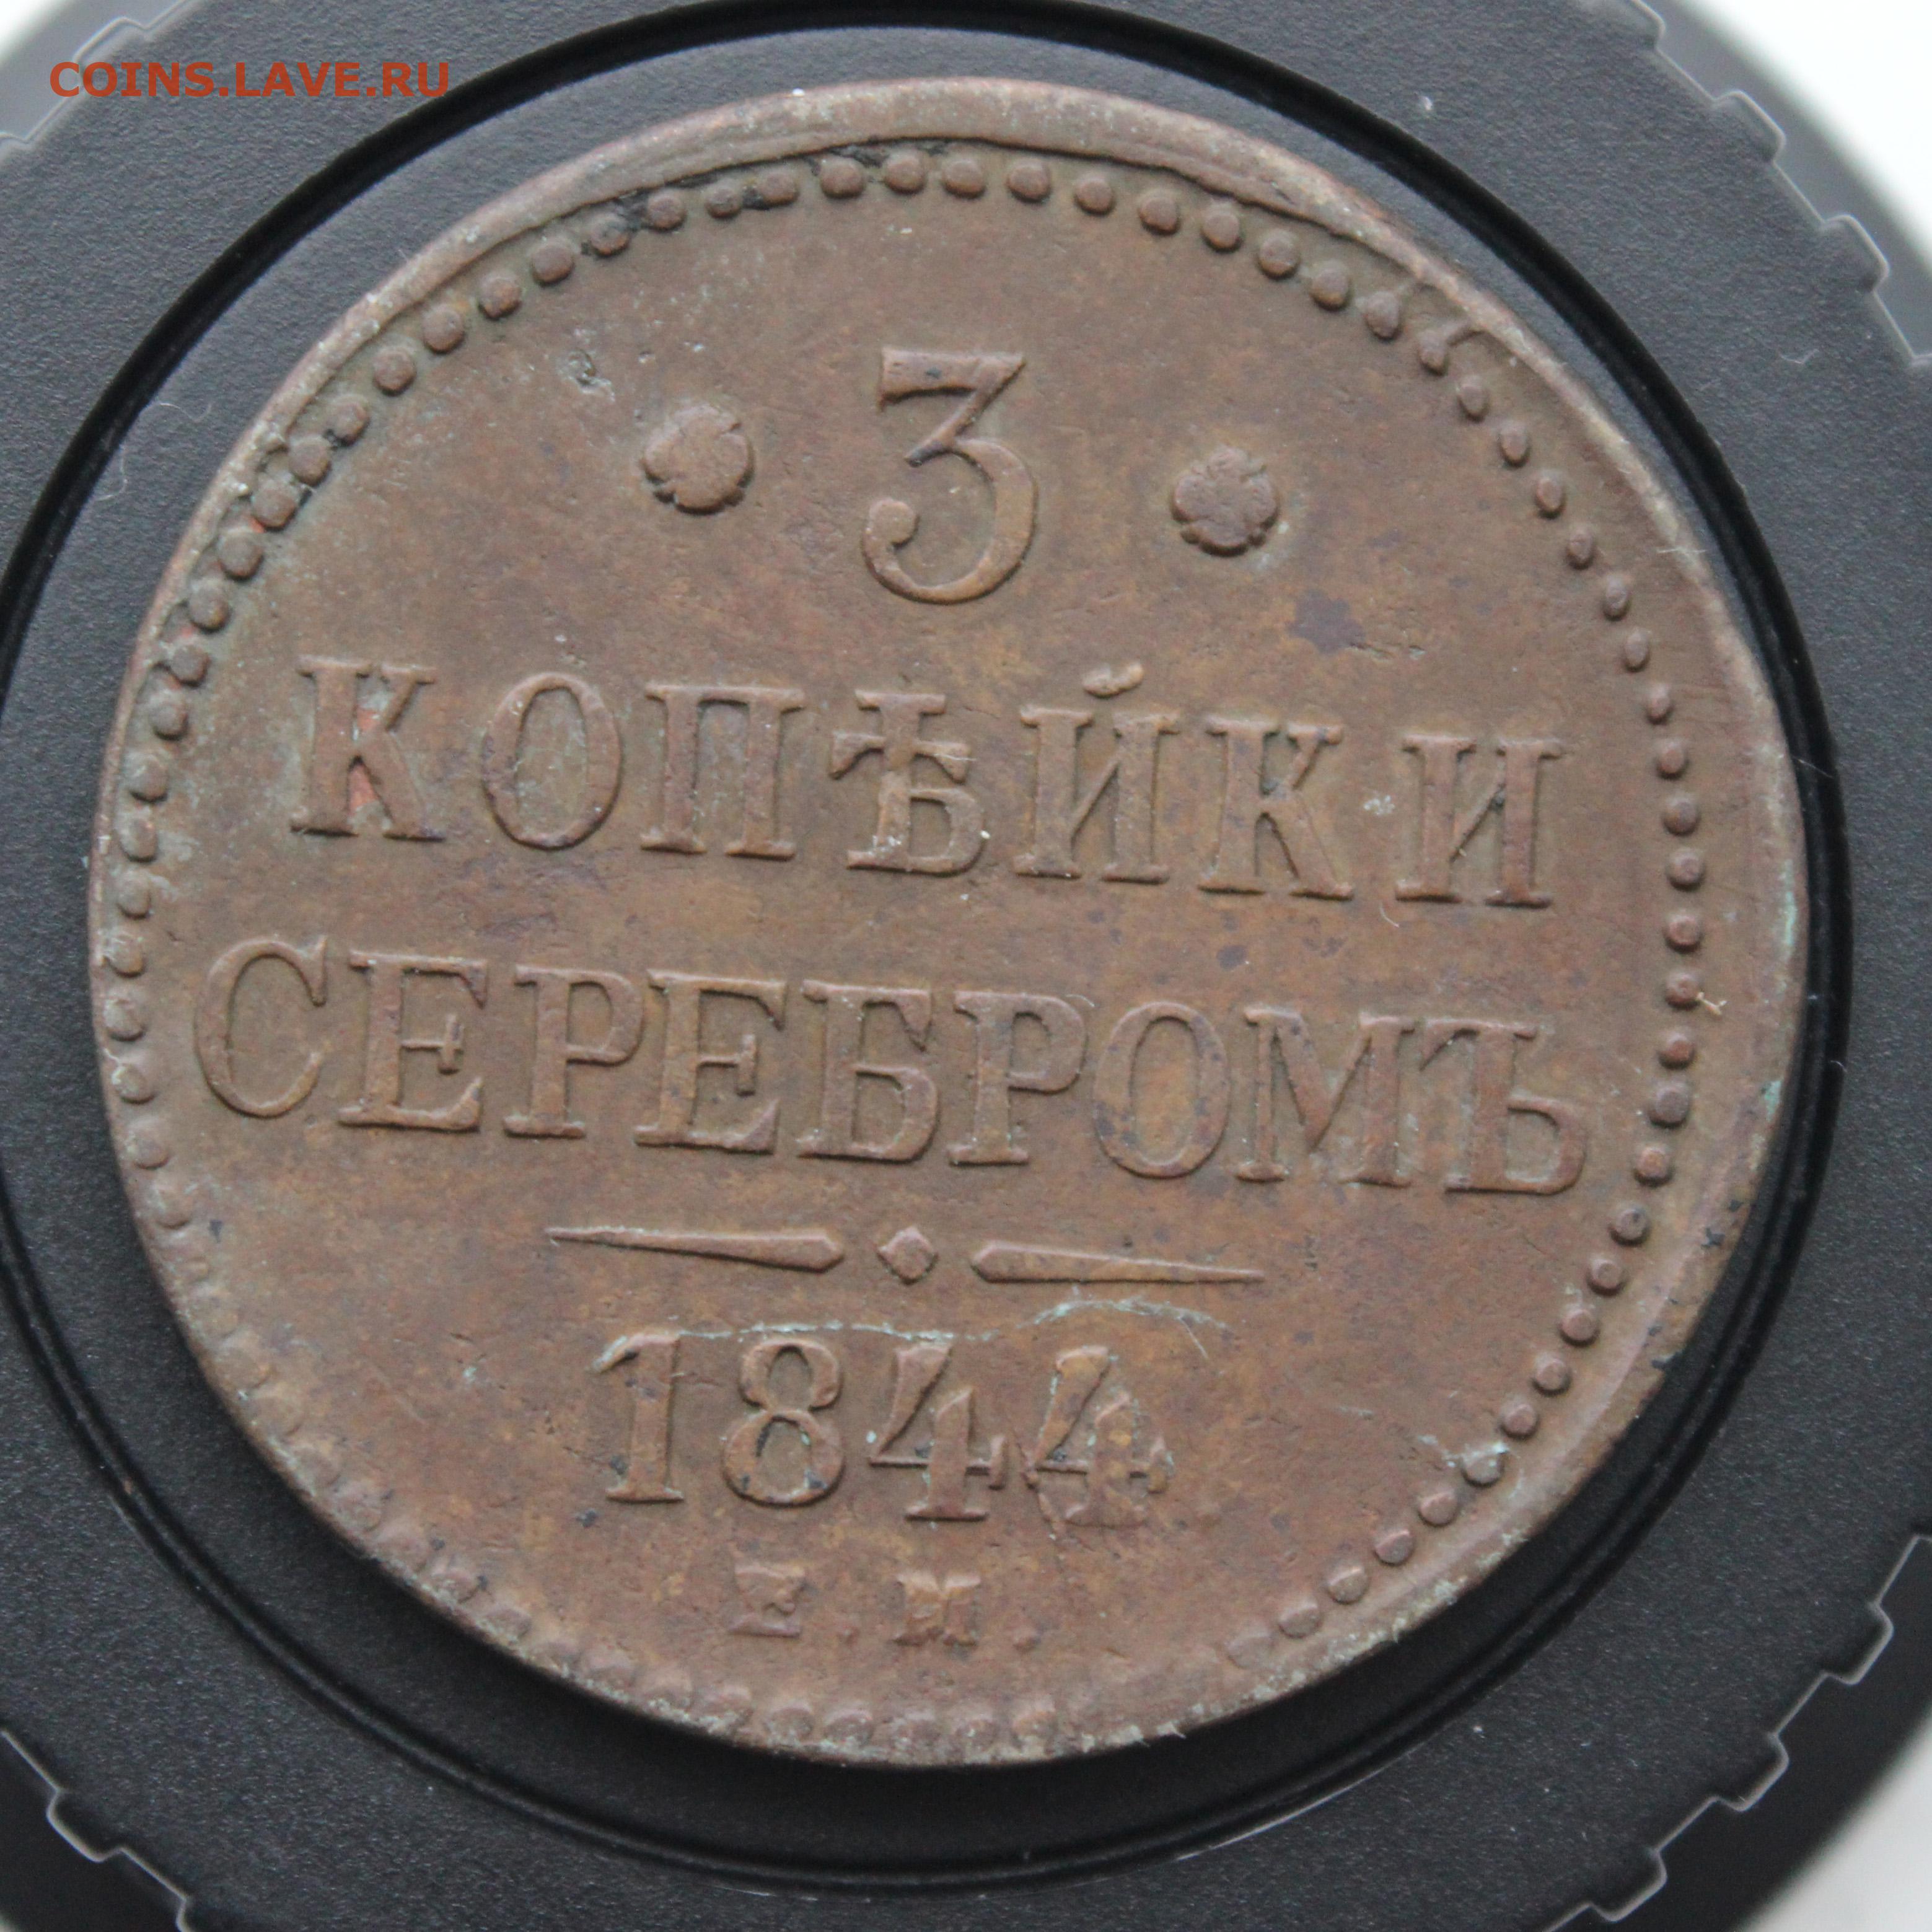 COINS.LAVE.RU
3
КОПѢЙКИ
СЕРЕБРОМЪ
1844
Е.М.